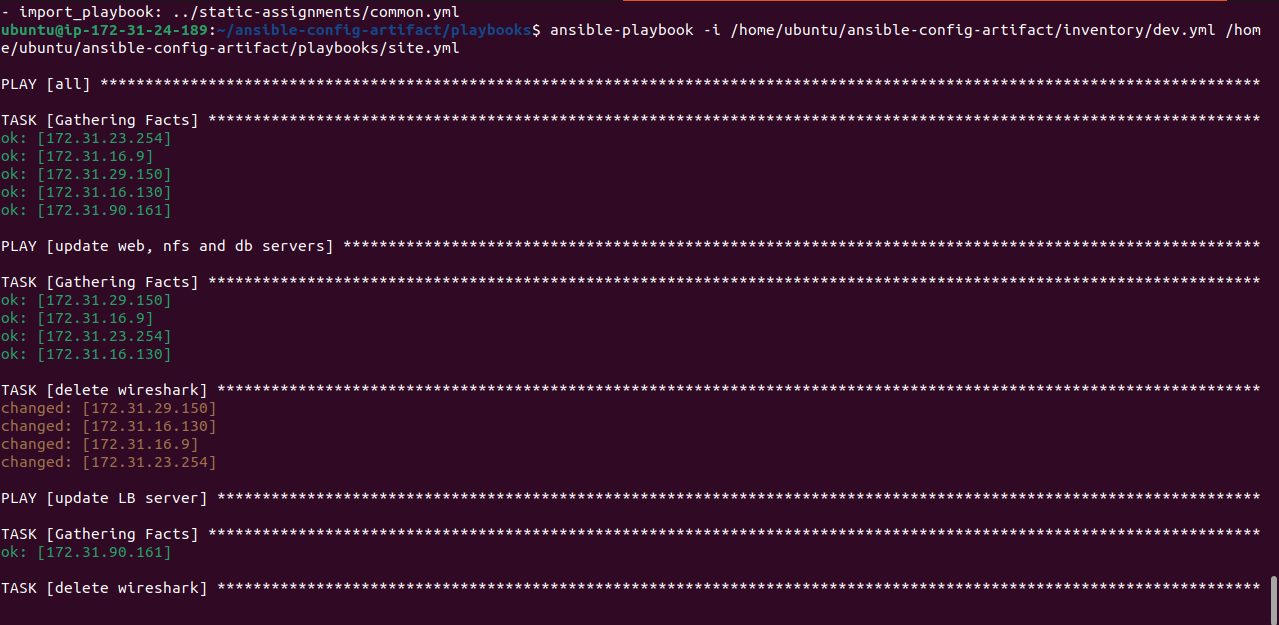 - import_playbook: ../static-assignments/common.yml
ubuntu@ip-172-31-24-189:~/ansible-config-artifact/playbooks$ ansible-playbook -i /home/ubuntu/ansible-config-artifact/inventory/dev.yml /hom
e/ubuntu/ansible-config-artifact/playbooks/site.yml
PLAY [all] *********************************************************************************************************************************
TASK [Gathering Facts] *********************************************************************************************************************
ok: [172.31.23.254]
ok: [172.31.16.9]
ok: [172.31.29.150]
ok: [172.31.16.130]
ok: [172.31.90.161]
PLAY [update web, nfs and db servers] ******************************************************************************************************
TASK [Gathering Facts] *********************************************************************************************************************
ok: [172.31.29.150]
ok: [172.31.16.9]
ok: [172.31.23.254]
ok: [172.31.16.130]
TASK [delete wireshark] ********************************************************************************************************************
changed: [172.31.29.150]
changed: [172.31.16.130]
changed: [172.31.16.9]
changed: [172.31.23.254]
PLAY [update LB server] ********************************************************************************************************************
TASK [Gathering Facts] *********************************************************************************************************************
ok: [172.31.90.161]
TASK [delete wireshark] ********************************************************************************************************************